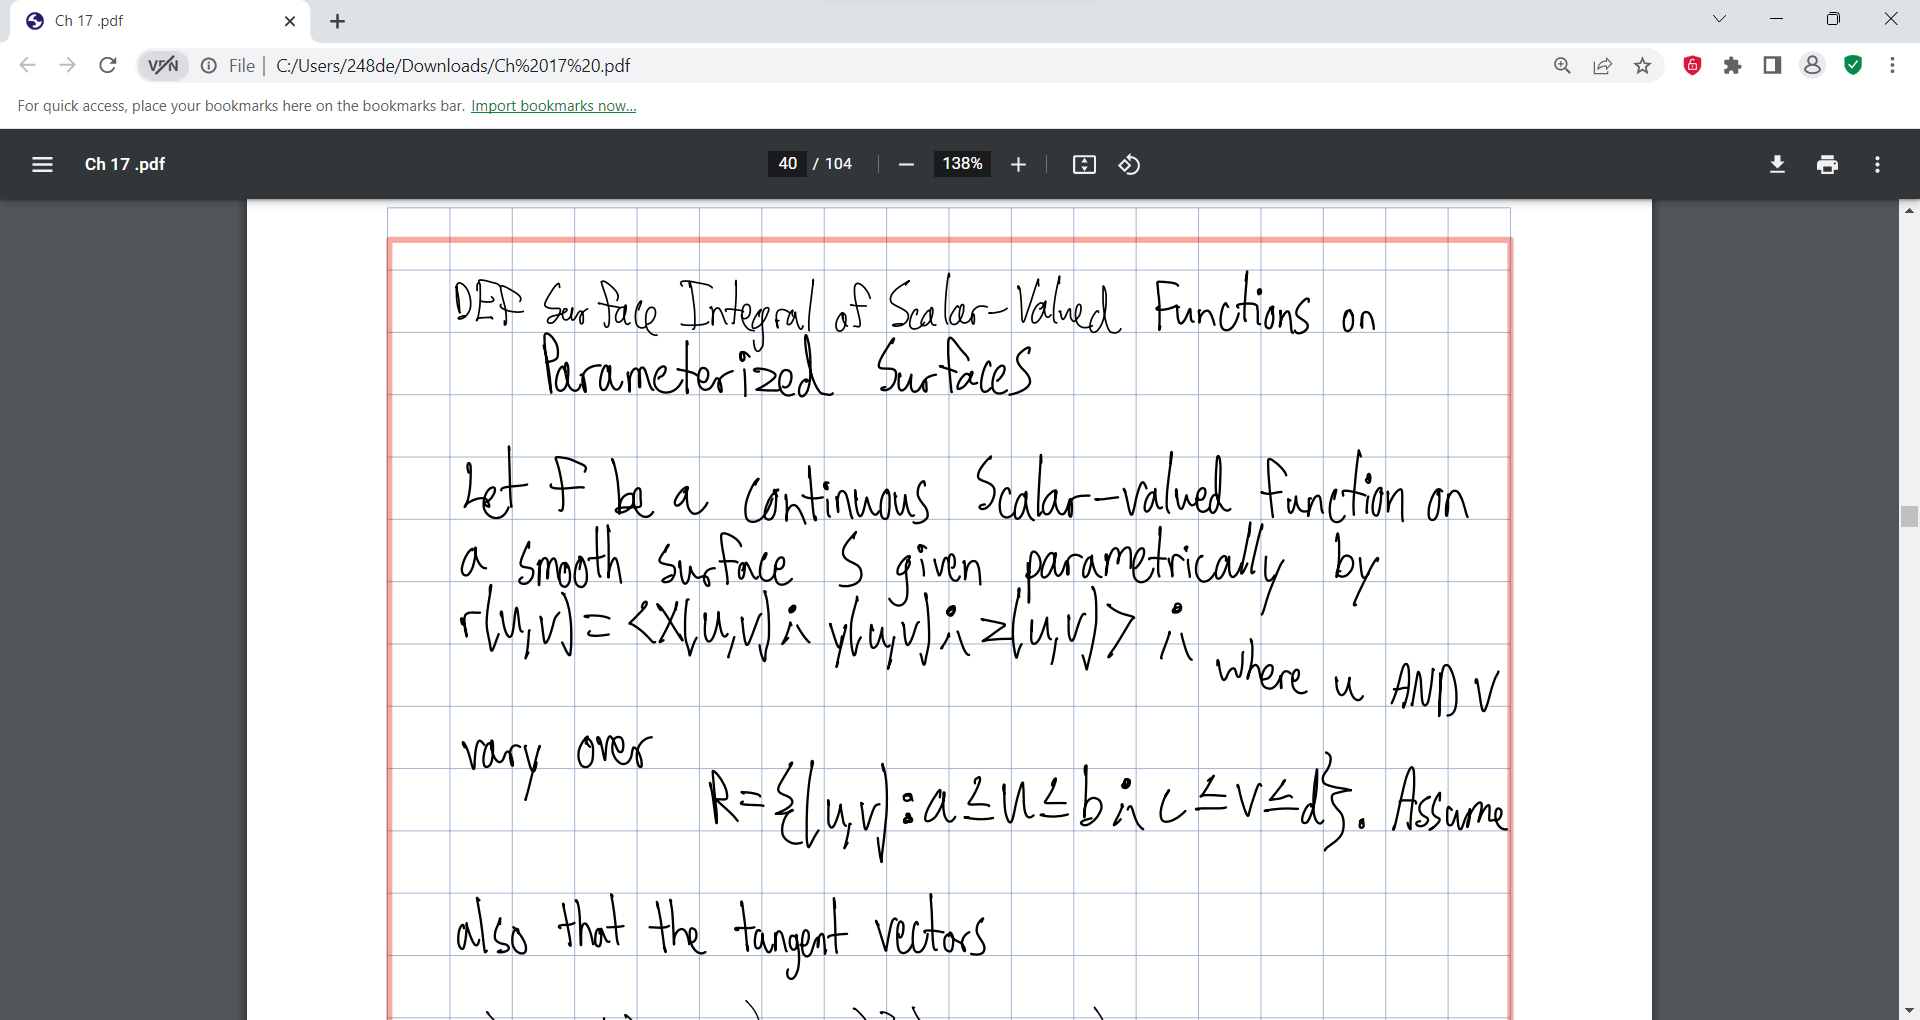 Ch 17 .pdf
VPN
File
C:/Users/248de/Downloads/Ch%2017%20.pdf
For quick access, place your bookmarks here on the bookmarks bar. Import bookmarks now...
Ch 17 .pdf
40 / 104
138%
DEF Surface Integral of Scalar-Valued Functions on
Parameterized Surfaces
Let f be a continuous Scalar-valued function on
a smooth surface S given parametrically by
r(u,v) = <x(u,v) ; y(u,v) ; z(u,v)> ;
where u AND v
vary over
R={(u,v):a≤u≤b ; c≤v≤d}. Assume
also that the tangent vectors